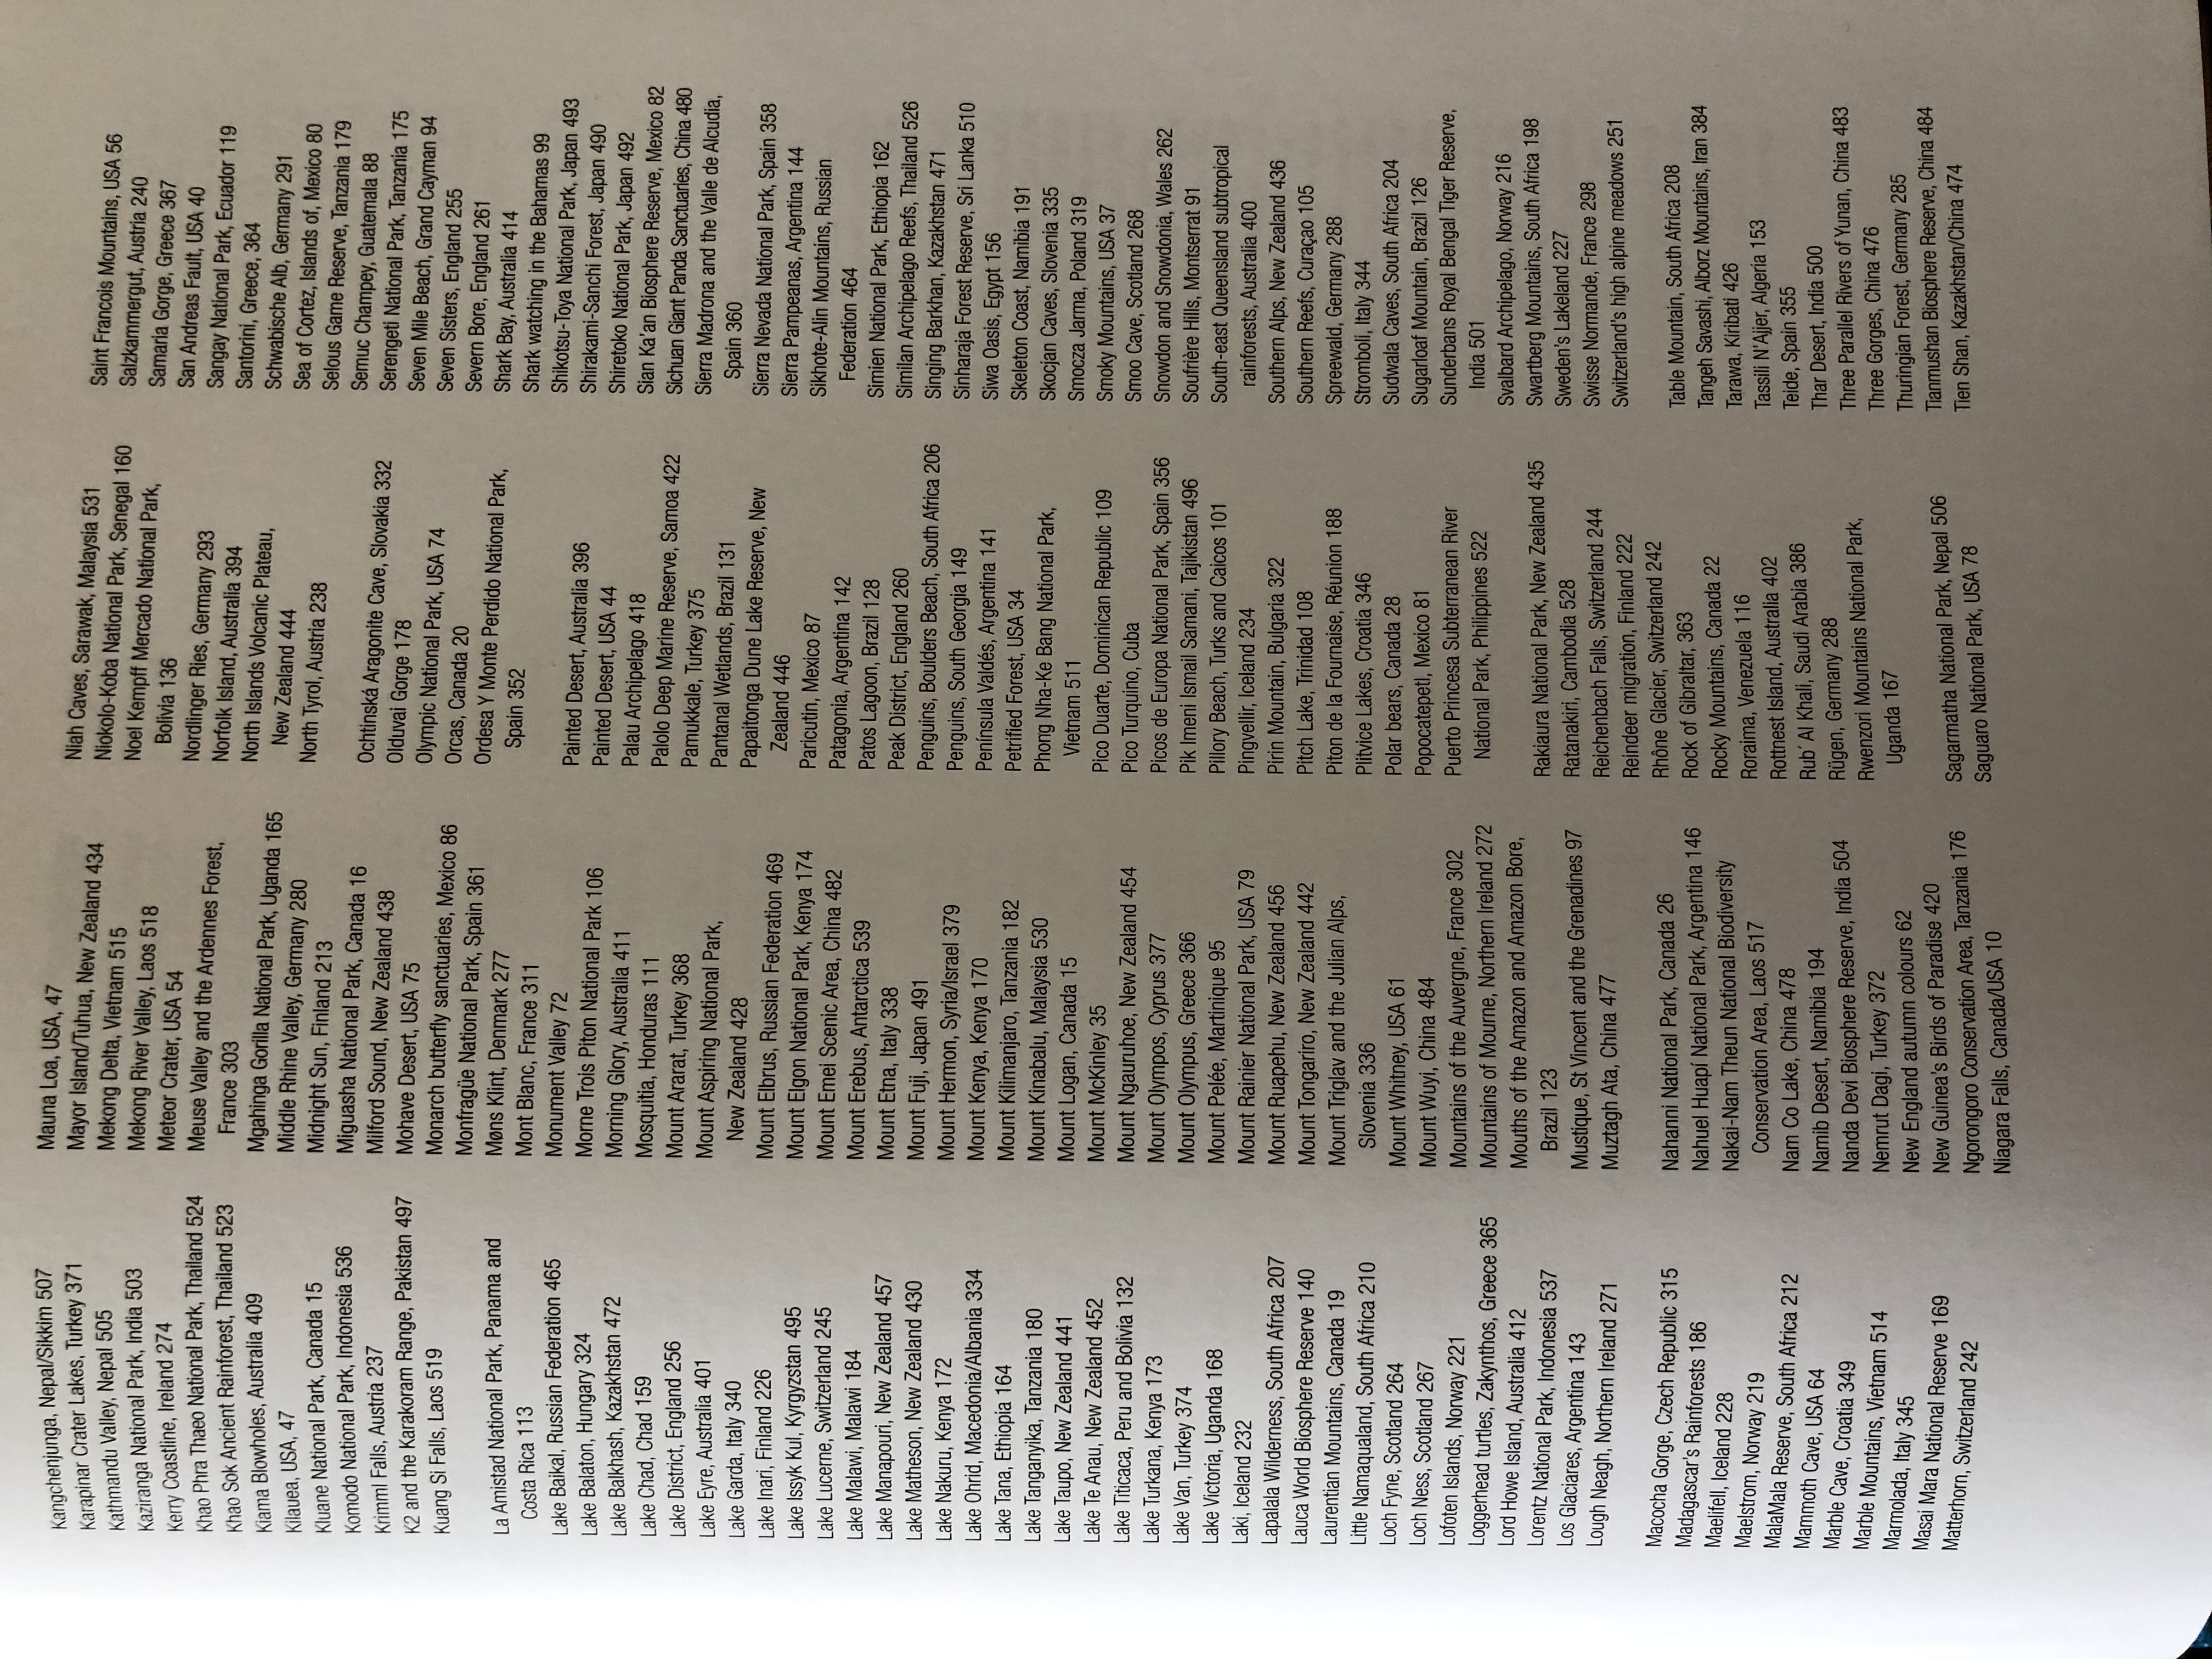 Kangchenjunga, Nepal/Sikkim 507
Karapinar Crater Lakes, Turkey 371
Kathmandu Valley, Nepal 505
Kaziranga National Park, India 503
Kerry Coastline, Ireland 274
Khao Phra Thaeo National Park, Thailand 524
Khao Sok Ancient Rainforest, Thailand 523
Kiama Blowholes, Australia 409
Kilauea, USA, 47
Kluane National Park, Canada 15
Komodo National Park, Indonesia 536
Krimml Falls, Austria 237
K2 and the Karakoram Range, Pakistan 497
Kuang Si Falls, Laos 519
La Amistad National Park, Panama and
Costa Rica 113
Lake Baikal, Russian Federation 465
Lake Balaton, Hungary 324
Lake Balkhash, Kazakhstan 472
Lake Chad, Chad 159
Lake District, England 256
Lake Eyre, Australia 401
Lake Garda, Italy 340
Lake Inari, Finland 226
Lake Issyk Kul, Kyrgyzstan 495
Lake Lucerne, Switzerland 245
Lake Malawi, Malawi 184
Lake Manapouri, New Zealand 457
Lake Matheson, New Zealand 430
Lake Nakuru, Kenya 172
Lake Ohrid, Macedonia/Albania 334
Lake Tana, Ethiopia 164
Lake Tanganyika, Tanzania 180
Lake Taupo, New Zealand 441
Lake Te Anau, New Zealand 452
Lake Titicaca, Peru and Bolivia 132
Lake Turkana, Kenya 173
Lake Van, Turkey 374
Lake Victoria, Uganda 168
Laki, Iceland 232
Lapalala Wilderness, South Africa 207
Lauca World Biosphere Reserve 140
Laurentian Mountains, Canada 19
Little Namaqualand, South Africa 210
Loch Fyne, Scotland 264
Loch Ness, Scotland 267
Lofoten Islands, Norway 221
Loggerhead turtles, Zakynthos, Greece 365
Lord Howe Island, Australia 412
Lorentz National Park, Indonesia 537
Los Glaciares, Argentina 143
Lough Neagh, Northern Ireland 271
Macocha Gorge, Czech Republic 315
Madagascar's Rainforests 186
Maelifell, Iceland 228
Maelstrom, Norway 219
MalaMala Reserve, South Africa 212
Mammoth Cave, USA 64
Marble Cave, Croatia 349
Marble Mountains, Vietnam 514
Marmolada, Italy 345
Masai Mara National Reserve 169
Matterhorn, Switzerland 242
Mauna Loa, USA, 47
Mayor Island/Tuhua, New Zealand 434
Mekong Delta, Vietnam 515
Mekong River Valley, Laos 518
Meteor Crater, USA 54
Meuse Valley and the Ardennes Forest,
France 303
Mgahinga Gorilla National Park, Uganda 165
Middle Rhine Valley, Germany 280
Midnight Sun, Finland 213
Miguasha National Park, Canada 16
Milford Sound, New Zealand 438
Mohave Desert, USA 75
Monarch butterfly sanctuaries, Mexico 86
Monfragüe National Park, Spain 361
Møns Klint, Denmark 277
Mont Blanc, France 311
Monument Valley 72
Morne Trois Piton National Park 106
Morning Glory, Australia 411
Mosquitia, Honduras 111
Mount Ararat, Turkey 368
Mount Aspiring National Park,
New Zealand 428
Mount Elbrus, Russian Federation 469
Mount Elgon National Park, Kenya 174
Mount Emei Scenic Area, China 482
Mount Erebus, Antarctica 539
Mount Etna, Italy 338
Mount Fuji, Japan 491
Mount Hermon, Syria/Israel 379
Mount Kenya, Kenya 170
Mount Kilimanjaro, Tanzania 182
Mount Kinabalu, Malaysia 530
Mount Logan, Canada 15
Mount McKinley 35
Mount Ngauruhoe, New Zealand 454
Mount Olympos, Cyprus 377
Mount Olympus, Greece 366
Mount Pelée, Martinique 95
Mount Rainier National Park, USA 79
Mount Ruapehu, New Zealand 456
Mount Tongariro, New Zealand 442
Mount Triglav and the Julian Alps,
Slovenia 336
Mount Whitney, USA 61
Mount Wuyi, China 484
Mountains of the Auvergne, France 302
Mountains of Mourne, Northern Ireland 272
Mouths of the Amazon and Amazon Bore,
Brazil 123
Mustique, St Vincent and the Grenadines 97
Muztagh Ata, China 477
Nahanni National Park, Canada 26
Nahuel Huapí National Park, Argentina 146
Nakai-Nam Theun National Biodiversity
Conservation Area, Laos 517
Nam Co Lake, China 478
Namib Desert, Namibia 194
Nanda Devi Biosphere Reserve, India 504
Nemrut Dagi, Turkey 372
New England autumn colours 62
New Guinea's Birds of Paradise 420
Ngorongoro Conservation Area, Tanzania 176
Niagara Falls, Canada/USA 10
Niah Caves, Sarawak, Malaysia 531
Niokolo-Koba National Park, Senegal 160
Noel Kempff Mercado National Park,
Bolivia 136
Nordlinger Ries, Germany 293
Norfolk Island, Australia 394
North Islands Volcanic Plateau,
New Zealand 444
North Tyrol, Austria 238
Ochtinská Aragonite Cave, Slovakia 332
Olduvai Gorge 178
Olympic National Park, USA 74
Orcas, Canada 20
Ordesa Y Monte Perdido National Park,
Spain 352
Painted Desert, Australia 396
Painted Desert, USA 44
Palau Archipelago 418
Palolo Deep Marine Reserve, Samoa 422
Pamukkale, Turkey 375
Pantanal Wetlands, Brazil 131
Papaitonga Dune Lake Reserve, New
Zealand 446
Paricutin, Mexico 87
Patagonia, Argentina 142
Patos Lagoon, Brazil 128
Peak District, England 260
Penguins, Boulders Beach, South Africa 206
Penguins, South Georgia 149
Península Valdés, Argentina 141
Petrified Forest, USA 34
Phong Nha-Ke Bang National Park,
Vietnam 511
Pico Duarte, Dominican Republic 109
Pico Turquino, Cuba
Picos de Europa National Park, Spain 356
Pik Imeni Ismail Samani, Tajikistan 496
Pillory Beach, Turks and Caicos 101
Pingvellir, Iceland 234
Pirin Mountain, Bulgaria 322
Pitch Lake, Trinidad 108
Piton de la Fournaise, Réunion 188
Plitvice Lakes, Croatia 346
Polar bears, Canada 28
Popocatepetl, Mexico 81
Puerto Princesa Subterranean River
National Park, Philippines 522
Rakiaura National Park, New Zealand 435
Ratanakiri, Cambodia 528
Reichenbach Falls, Switzerland 244
Reindeer migration, Finland 222
Rhône Glacier, Switzerland 242
Rock of Gibraltar, 363
Rocky Mountains, Canada 22
Roraima, Venezuela 116
Rottnest Island, Australia 402
Rub´ Al Khali, Saudi Arabia 386
Rügen, Germany 288
Rwenzori Mountains National Park,
Uganda 167
Sagarmatha National Park, Nepal 506
Saguaro National Park, USA 78
Saint Francois Mountains, USA 56
Salzkammergut, Austria 240
Samaria Gorge, Greece 367
San Andreas Fault, USA 40
Sangay National Park, Ecuador 119
Santorini, Greece, 364
Schwabische Alb, Germany 291
Sea of Cortez, Islands of, Mexico 80
Selous Game Reserve, Tanzania 179
Semuc Champey, Guatemala 88
Serengeti National Park, Tanzania 175
Seven Mile Beach, Grand Cayman 94
Seven Sisters, England 255
Severn Bore, England 261
Shark Bay, Australia 414
Shark watching in the Bahamas 99
Shikotsu-Toya National Park, Japan 493
Shirakami-Sanchi Forest, Japan 490
Shiretoko National Park, Japan 492
Sian Ka'an Biosphere Reserve, Mexico 82
Sichuan Giant Panda Sanctuaries, China 480
Sierra Madrona and the Valle de Alcudia,
Spain 360
Sierra Nevada National Park, Spain 358
Sierra Pampeanas, Argentina 144
Sikhote-Alin Mountains, Russian
Federation 464
Simien National Park, Ethiopia 162
Similan Archipelago Reefs, Thailand 526
Singing Barkhan, Kazakhstan 471
Sinharaja Forest Reserve, Sri Lanka 510
Siwa Oasis, Egypt 156
Skeleton Coast, Namibia 191
Skocjan Caves, Slovenia 335
Smocza Jarma, Poland 319
Smoky Mountains, USA 37
Smoo Cave, Scotland 268
Snowdon and Snowdonia, Wales 262
Soufrière Hills, Montserrat 91
South-east Queensland subtropical
rainforests, Australia 400
Southern Alps, New Zealand 436
Southern Reefs, Curaçao 105
Spreewald, Germany 288
Stromboli, Italy 344
Sudwala Caves, South Africa 204
Sugarloaf Mountain, Brazil 126
Sunderbans Royal Bengal Tiger Reserve,
India 501
Svalbard Archipelago, Norway 216
Swartberg Mountains, South Africa 198
Sweden's Lakeland 227
Swisse Normande, France 298
Switzerland's high alpine meadows 251
Table Mountain, South Africa 208
Tangeh Savashi, Alborz Mountains, Iran 384
Tarawa, Kiribati 426
Tassili N'Ajjer, Algeria 153
Teide, Spain 355
Thar Desert, India 500
Three Parallel Rivers of Yunan, China 483
Three Gorges, China 476
Thuringian Forest, Germany 285
Tianmushan Biosphere Reserve, China 484
Tien Shan, Kazakhstan/China 474